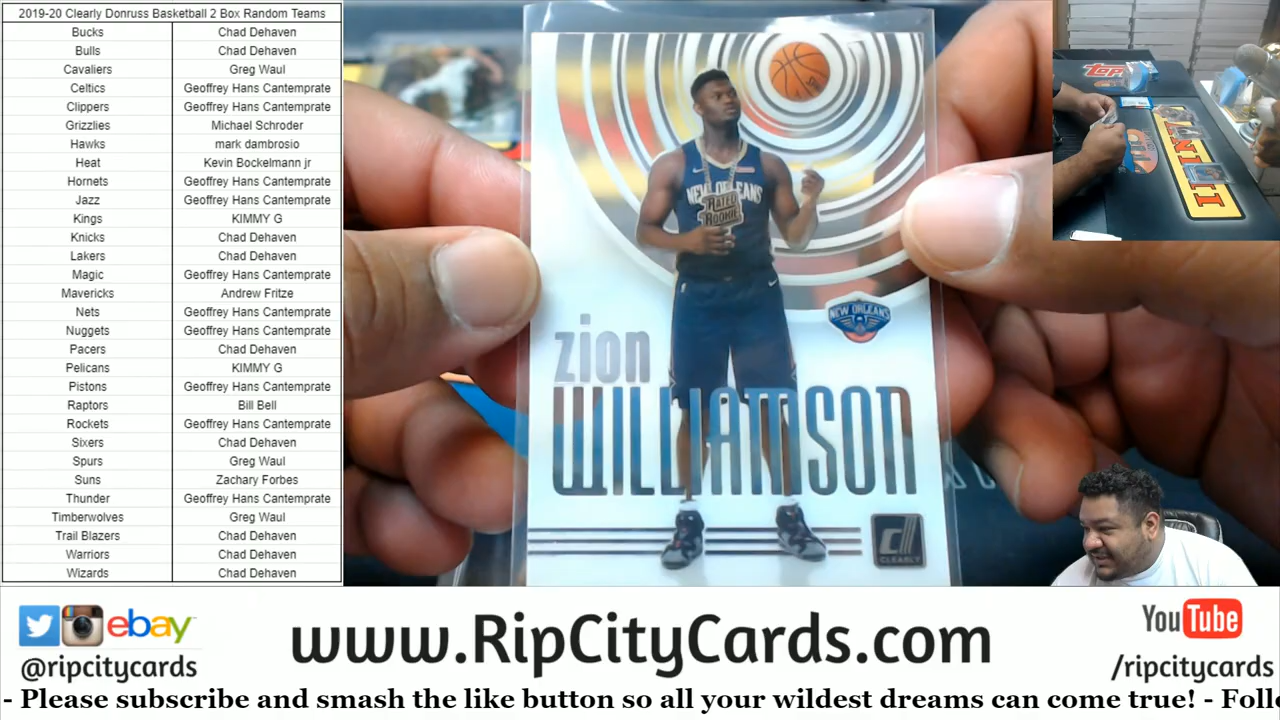 2019-20 Clearly Donruss Basketball 2 Box Random Teams
Bucks Chad Dehaven
Bulls Chad Dehaven
Cavaliers Greg Waul
Celtics Geoffrey Hans Cantemprate
Clippers Geoffrey Hans Cantemprate
Grizzlies Michael Schroder
Hawks mark dambrosio
Heat Kevin Bockelmann jr
Hornets Geoffrey Hans Cantemprate
Jazz Geoffrey Hans Cantemprate
Kings KIMMY G
Knicks Chad Dehaven
Lakers Chad Dehaven
Magic Geoffrey Hans Cantemprate
Mavericks Andrew Fritze
Nets Geoffrey Hans Cantemprate
Nuggets Geoffrey Hans Cantemprate
Pacers Chad Dehaven
Pelicans KIMMY G
Pistons Geoffrey Hans Cantemprate
Raptors Bill Bell
Rockets Geoffrey Hans Cantemprate
Sixers Chad Dehaven
Spurs Greg Waul
Suns Zachary Forbes
Thunder Geoffrey Hans Cantemprate
Timberwolves Greg Waul
Trail Blazers Chad Dehaven
Warriors Chad Dehaven
Wizards Chad Dehaven
NEW ORLEANS
RATED
ROOKIE
NEW ORLEANS
zion
WILLIAMSON
CLEARLY
TOPPS
PANINI
ebay
@ripcitycards
www.RipCityCards.com
YouTube
/ripcitycards
- Please subscribe and smash the like button so all your wildest dreams can come true! - Foll